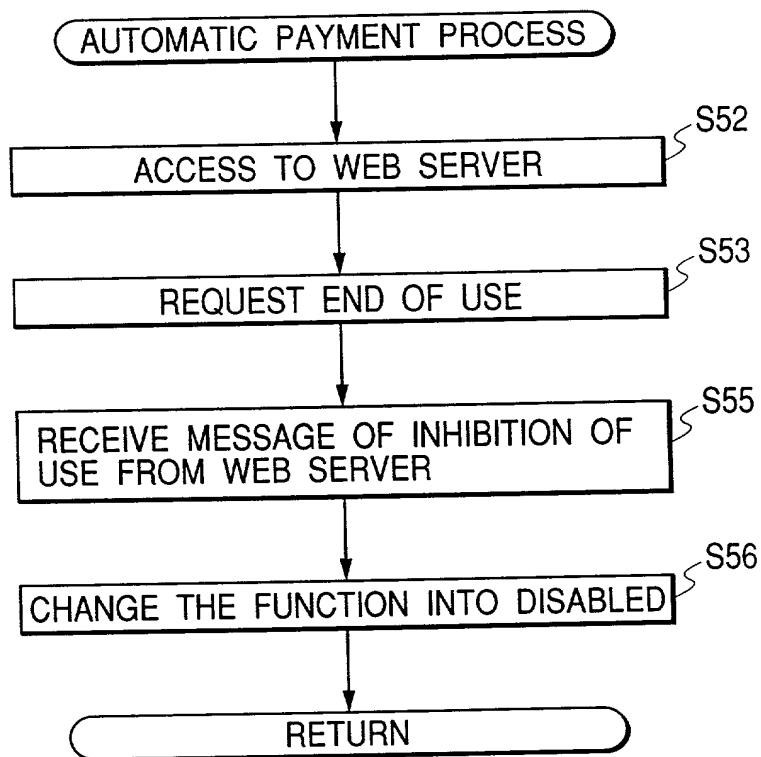 AUTOMATIC PAYMENT PROCESS
S52
ACCESS TO WEB SERVER
S53
REQUEST END OF USE
S55
RECEIVE MESSAGE OF INHIBITION OF
USE FROM WEB SERVER
S56
CHANGE THE FUNCTION INTO DISABLED
RETURN